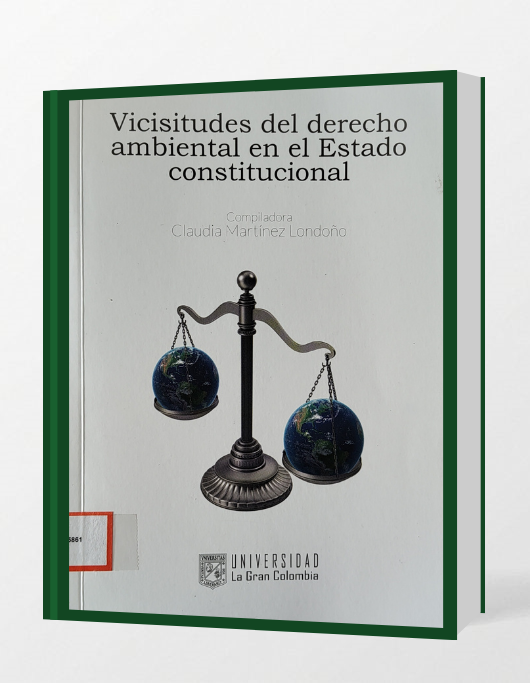 Vicisitudes del derecho
ambiental en el Estado
constitucional
Compiladora
Claudia Martínez Londoño
UNIVERSIDAD
La Gran Colombia